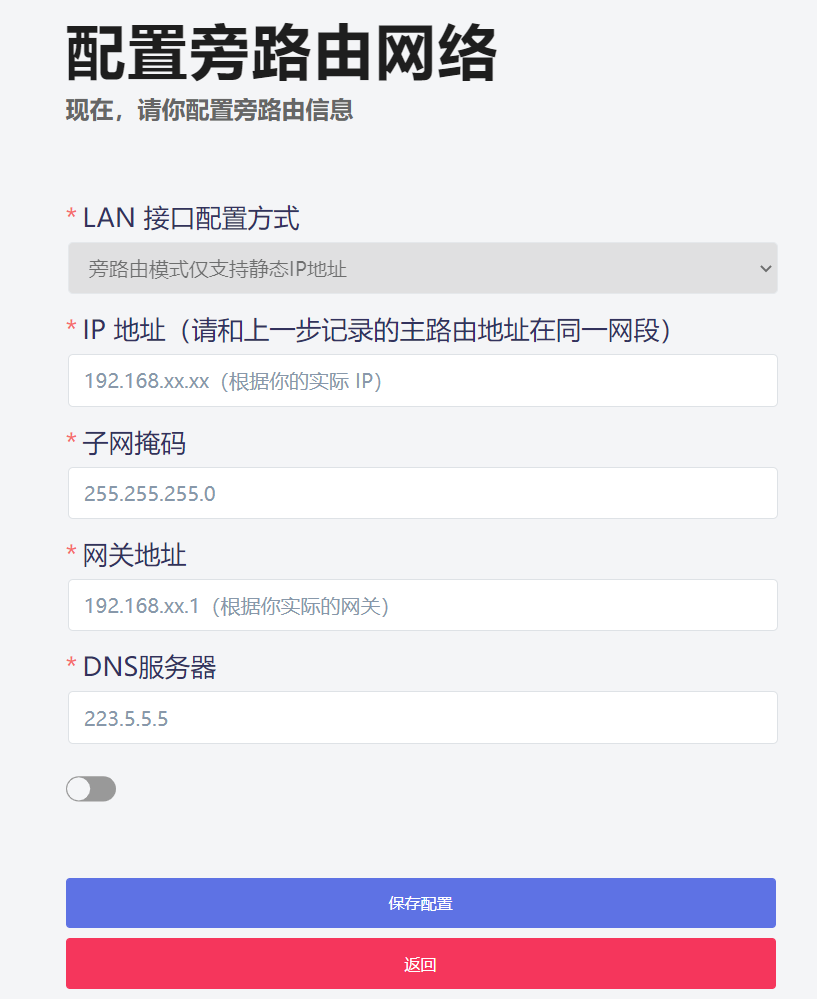 配置旁路由网络
现在，请你配置旁路由信息
* LAN 接口配置方式
旁路由模式仅支持静态IP地址
* IP 地址（请和上一步记录的主路由地址在同一网段）
192.168.xx.xx（根据你的实际 IP）
* 子网掩码
255.255.255.0
* 网关地址
192.168.xx.1（根据你实际的网关）
* DNS服务器
223.5.5.5
保存配置
返回